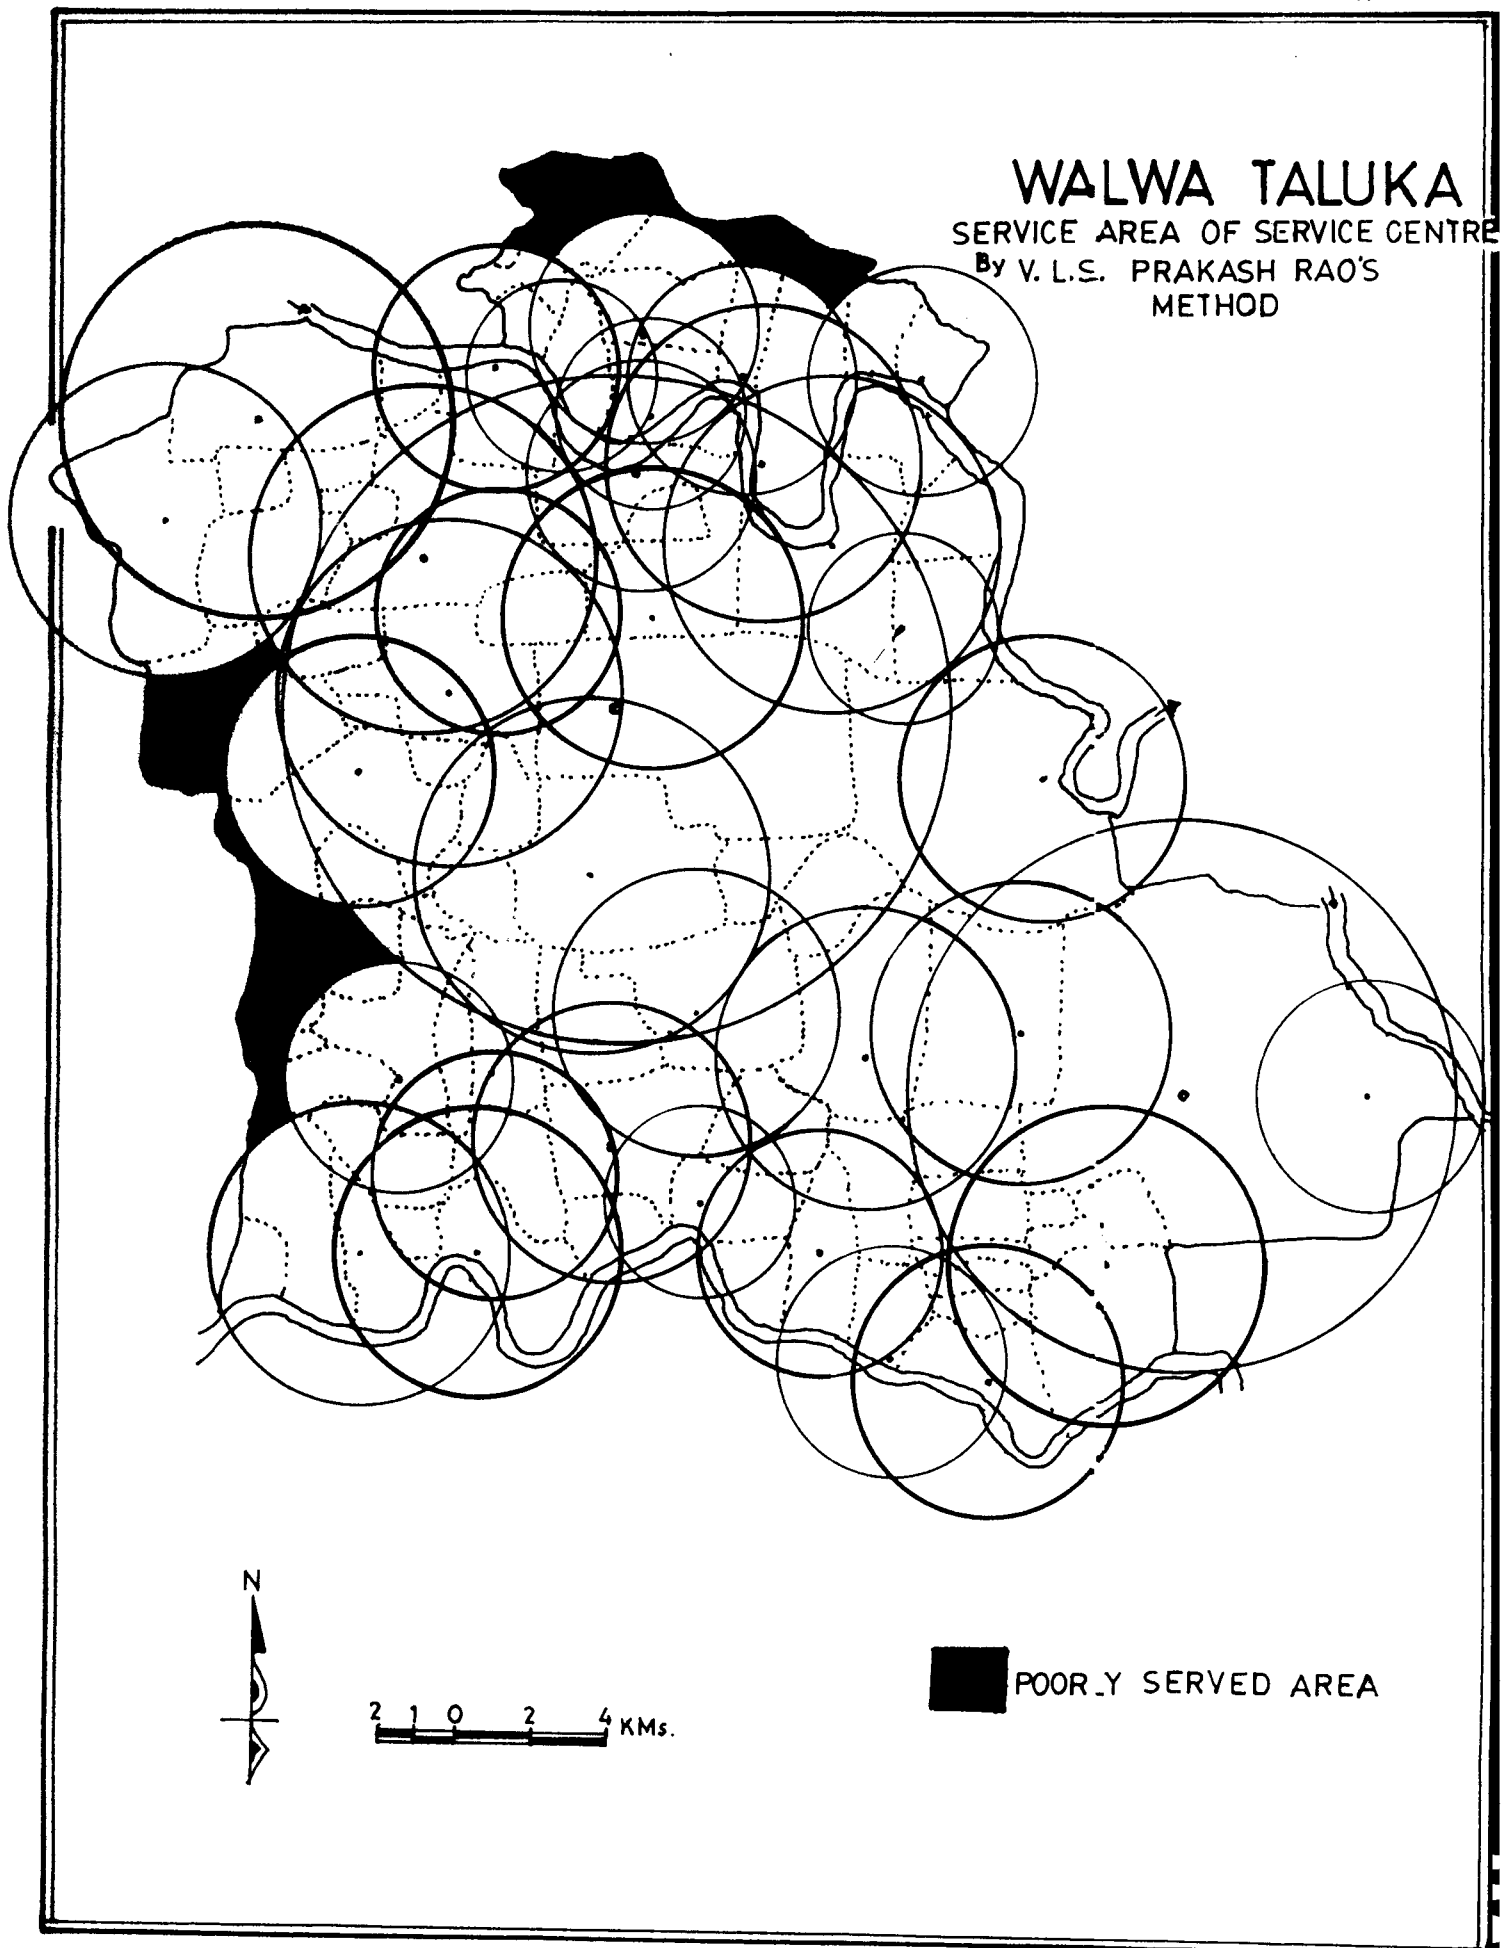 WALWA TALUKA
SERVICE AREA OF SERVICE CENTRE
By V. L.S. PRAKASH RAO'S
METHOD
N
2 1 0 2 4 KMs.
POOR_Y SERVED AREA